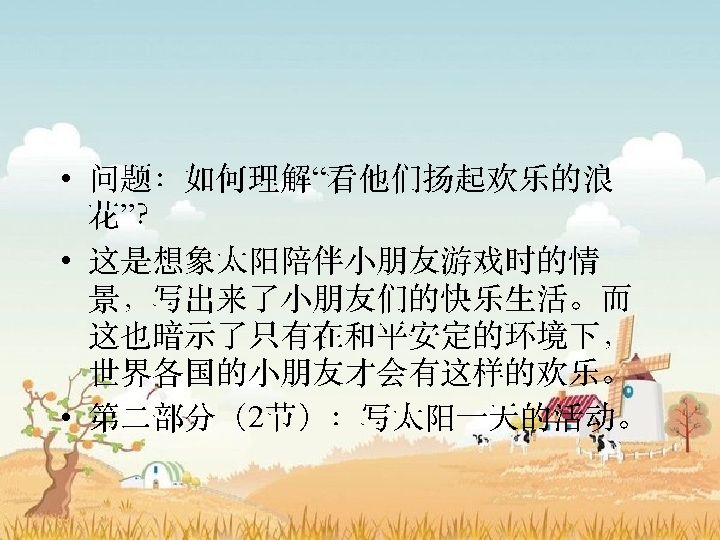 • 问题：如何理解“看他们扬起欢乐的浪
花”？
• 这是想象太阳陪伴小朋友游戏时的情
景，写出来了小朋友们的快乐生活。而
这也暗示了只有在和平安定的环境下，
世界各国的小朋友才会有这样的欢乐。
• 第二部分（2节）：写太阳一天的活动。